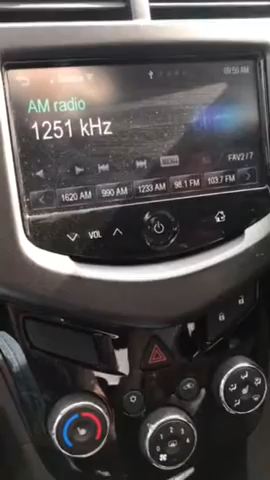 09:56 AM
AM radio
1251 kHz
MENU
FAV2 / 7
1620 AM 990 AM 1233 AM 98.1 FM 103.7 FM
VOL